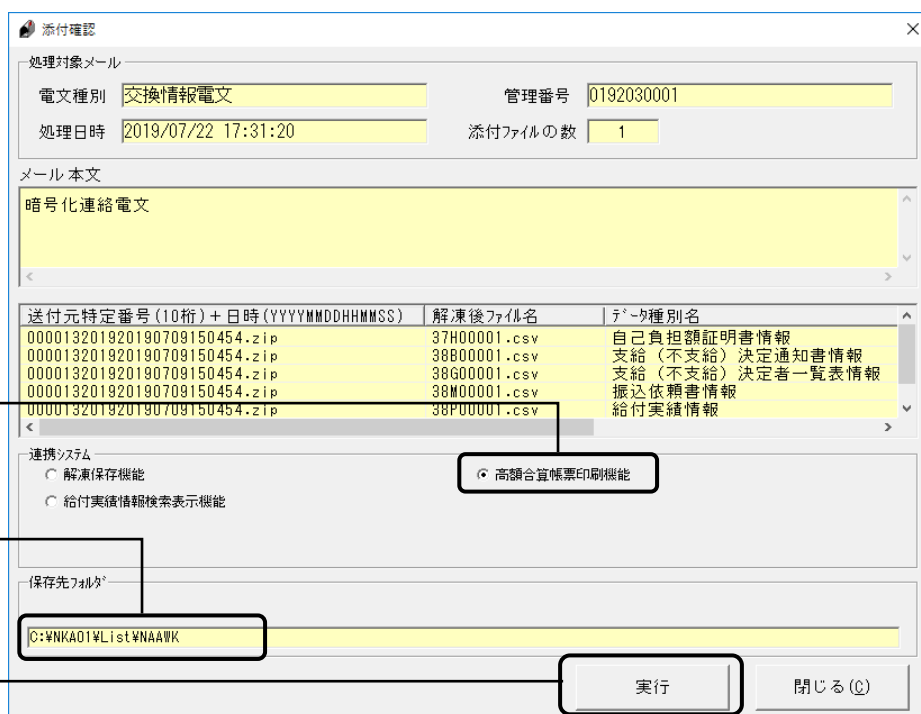 添付確認
処理対象メール
電文種別 交換情報電文 管理番号 0192030001
処理日時 2019/07/22 17:31:20 添付ファイルの数 1
メール本文
暗号化連絡電文
送付元特定番号(10桁)+日時(YYYYMMDDHHMMSS) 解凍後ファイル名 データ種別名
000013201920190709150454.zip 37H00001.csv 自己負担額証明書情報
000013201920190709150454.zip 38B00001.csv 支給(不支給)決定通知書情報
000013201920190709150454.zip 38G00001.csv 支給(不支給)決定者一覧表情報
000013201920190709150454.zip 38M00001.csv 振込依頼書情報
000013201920190709150454.zip 38P00001.csv 給付実績情報
連携システム
解凍保存機能 高額合算帳票印刷機能
給付実績情報検索表示機能
保存先フォルダ
C:¥NKA01¥List¥NAAWK
実行 閉じる(C)